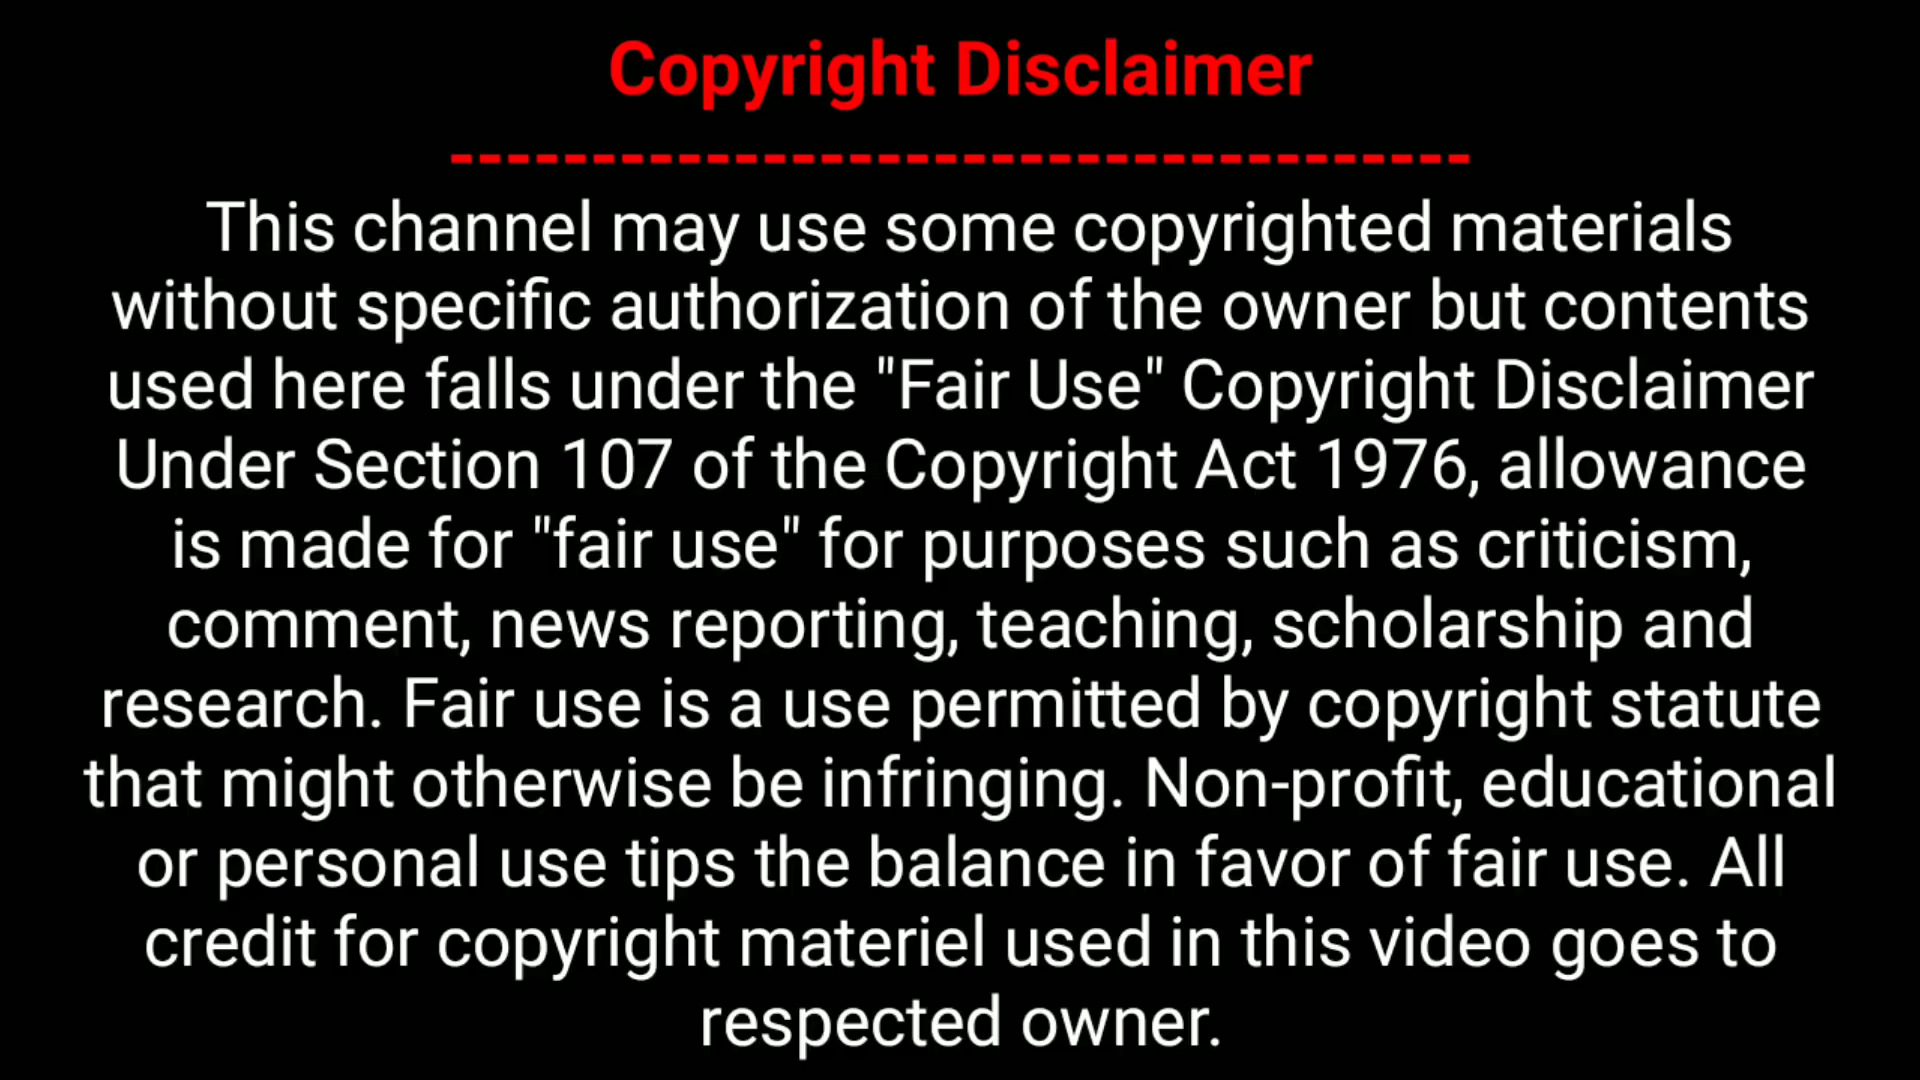 Copyright Disclaimer
------------------------------------
This channel may use some copyrighted materials
without specific authorization of the owner but contents
used here falls under the "Fair Use" Copyright Disclaimer
Under Section 107 of the Copyright Act 1976, allowance
is made for "fair use" for purposes such as criticism,
comment, news reporting, teaching, scholarship and
research. Fair use is a use permitted by copyright statute
that might otherwise be infringing. Non-profit, educational
or personal use tips the balance in favor of fair use. All
credit for copyright materiel used in this video goes to
respected owner.